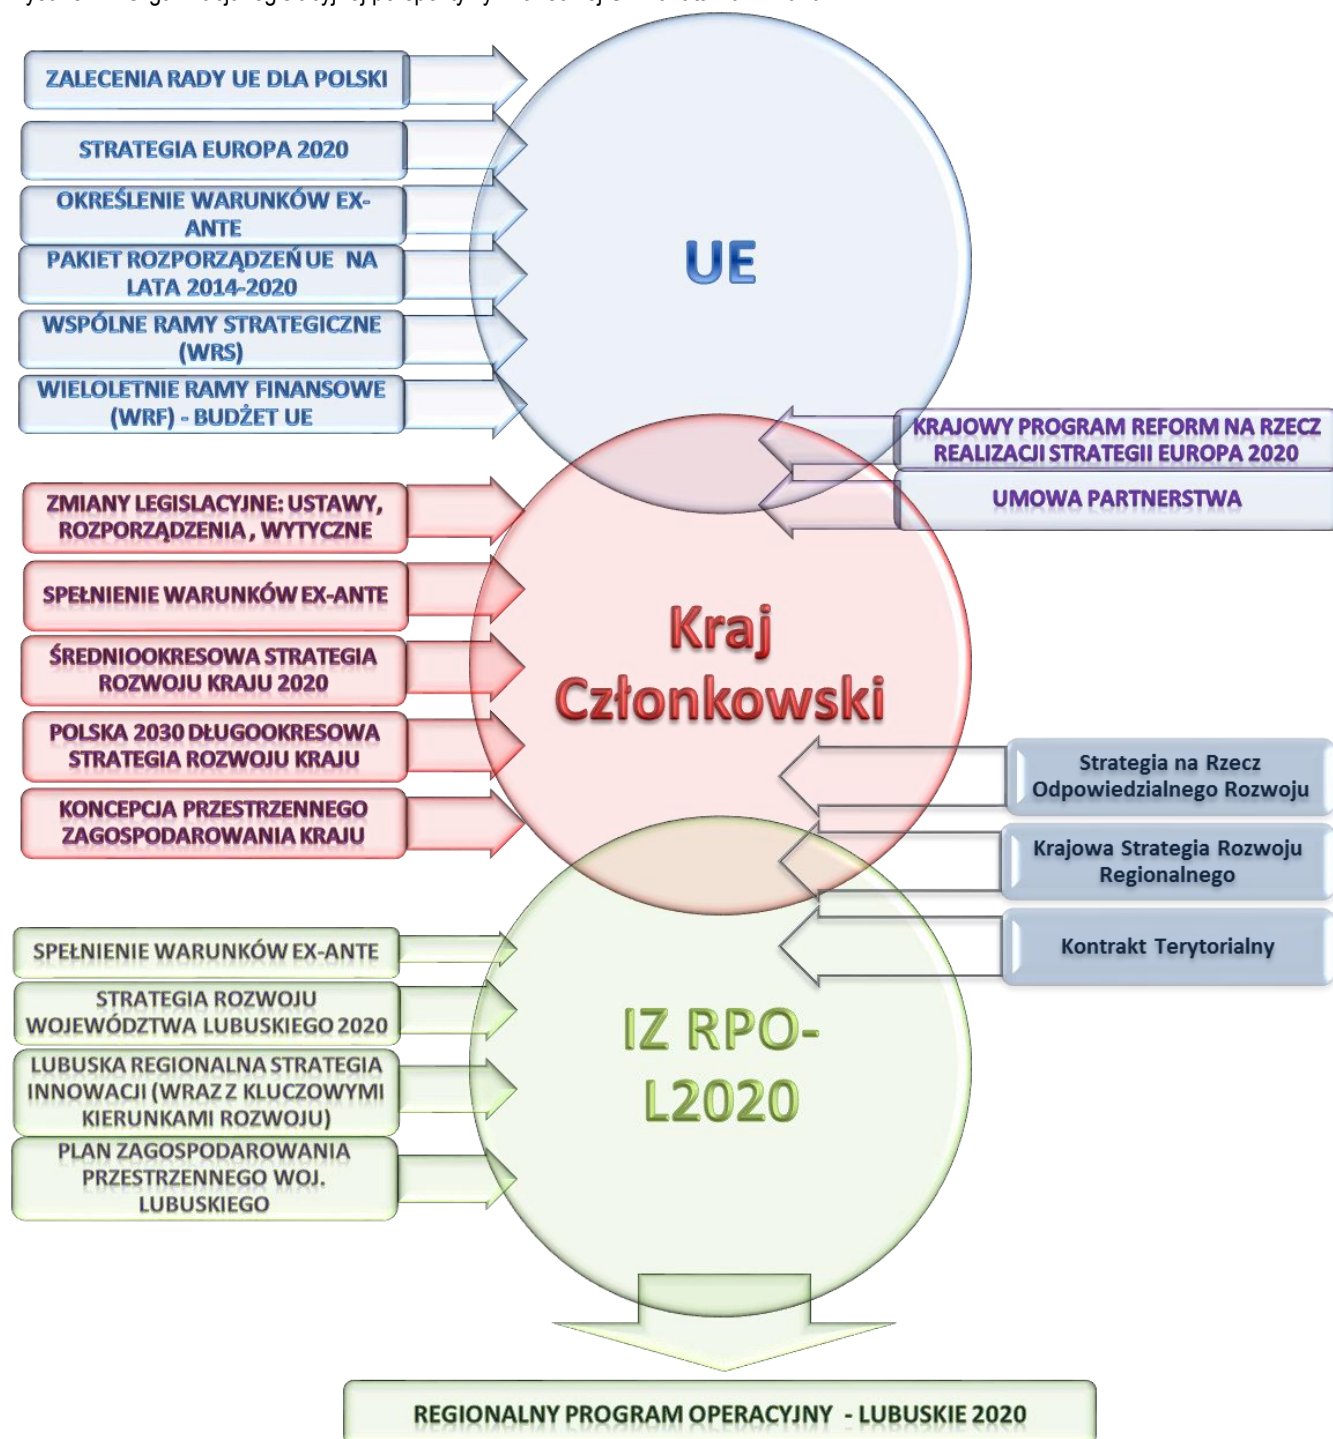 ZALECENIA RADY UE DLA POLSKI
STRATEGIA EUROPA 2020
OKREŚLENIE WARUNKÓW EX-
ANTE
PAKIET ROZPORZĄDZEŃ UE NA
LATA 2014-2020
WSPÓLNE RAMY STRATEGICZNE
(WRS)
WIELOLETNIE RAMY FINANSOWE
(WRF) - BUDŻET UE
UE
KRAJOWY PROGRAM REFORM NA RZECZ
REALIZACJI STRATEGII EUROPA 2020
UMOWA PARTNERSTWA
ZMIANY LEGISLACYJNE: USTAWY,
ROZPORZĄDZENIA , WYTYCZNE
SPEŁNIENIE WARUNKÓW EX-ANTE
ŚREDNIOOKRESOWA STRATEGIA
ROZWOJU KRAJU 2020
POLSKA 2030 DŁUGOOKRESOWA
STRATEGIA ROZWOJU KRAJU
KONCEPCJA PRZESTRZENNEGO
ZAGOSPODAROWANIA KRAJU
Kraj
Członkowski
Strategia na Rzecz
Odpowiedzialnego Rozwoju
Krajowa Strategia Rozwoju
Regionalnego
Kontrakt Terytorialny
SPEŁNIENIE WARUNKÓW EX-ANTE
STRATEGIA ROZWOJU
WOJEWÓDZTWA LUBUSKIEGO 2020
LUBUSKA REGIONALNA STRATEGIA
INNOWACJI (WRAZ Z KLUCZOWYMI
KIERUNKAMI ROZWOJU)
PLAN ZAGOSPODAROWANIA
PRZESTRZENNEGO WOJ.
LUBUSKIEGO
IZ RPO-
L2020
REGIONALNY PROGRAM OPERACYJNY - LUBUSKIE 2020